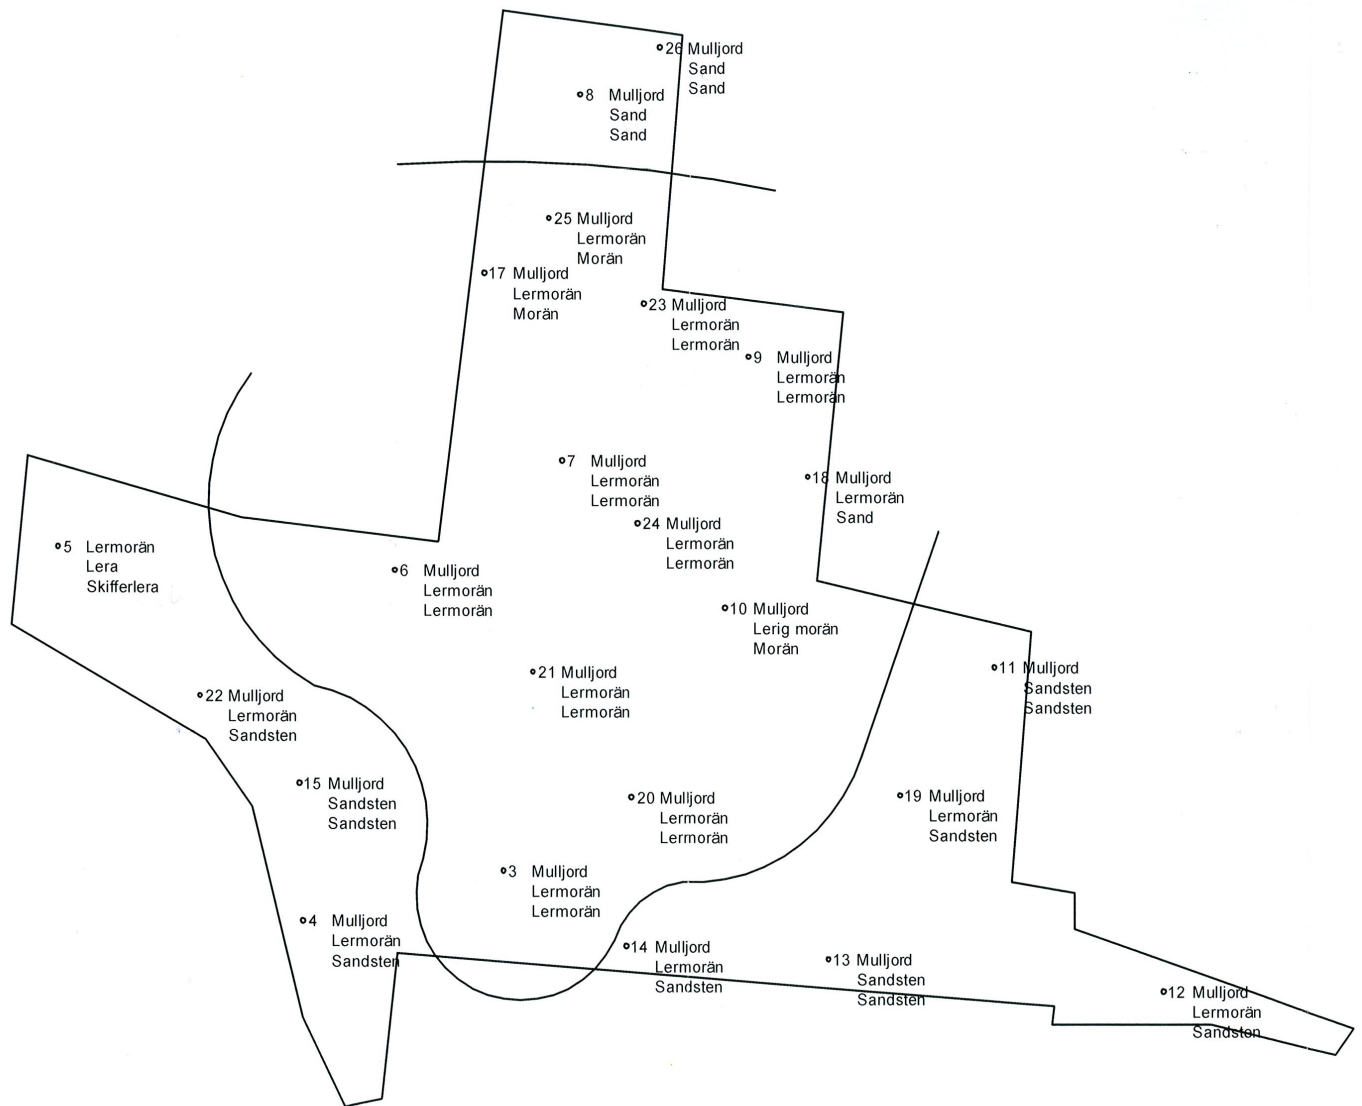 26 Mulljord
Sand
Sand
8 Mulljord
Sand
Sand
25 Mulljord
Lermorän
Morän
17 Mulljord
Lermorän
Morän
23 Mulljord
Lermorän
Lermorän
9 Mulljord
Lermorän
Lermorän
7 Mulljord
Lermorän
Lermorän
18 Mulljord
Lermorän
Sand
24 Mulljord
Lermorän
Lermorän
5 Lermorän
Lera
Skifferlera
6 Mulljord
Lermorän
Lermorän
10 Mulljord
Lerig morän
Morän
11 Mulljord
Sandsten
Sandsten
21 Mulljord
Lermorän
Lermorän
22 Mulljord
Lermorän
Sandsten
15 Mulljord
Sandsten
Sandsten
20 Mulljord
Lermorän
Lermorän
19 Mulljord
Lermorän
Sandsten
3 Mulljord
Lermorän
Lermorän
4 Mulljord
Lermorän
Sandsten
14 Mulljord
Lermorän
Sandsten
13 Mulljord
Sandsten
Sandsten
12 Mulljord
Lermorän
Sandsten